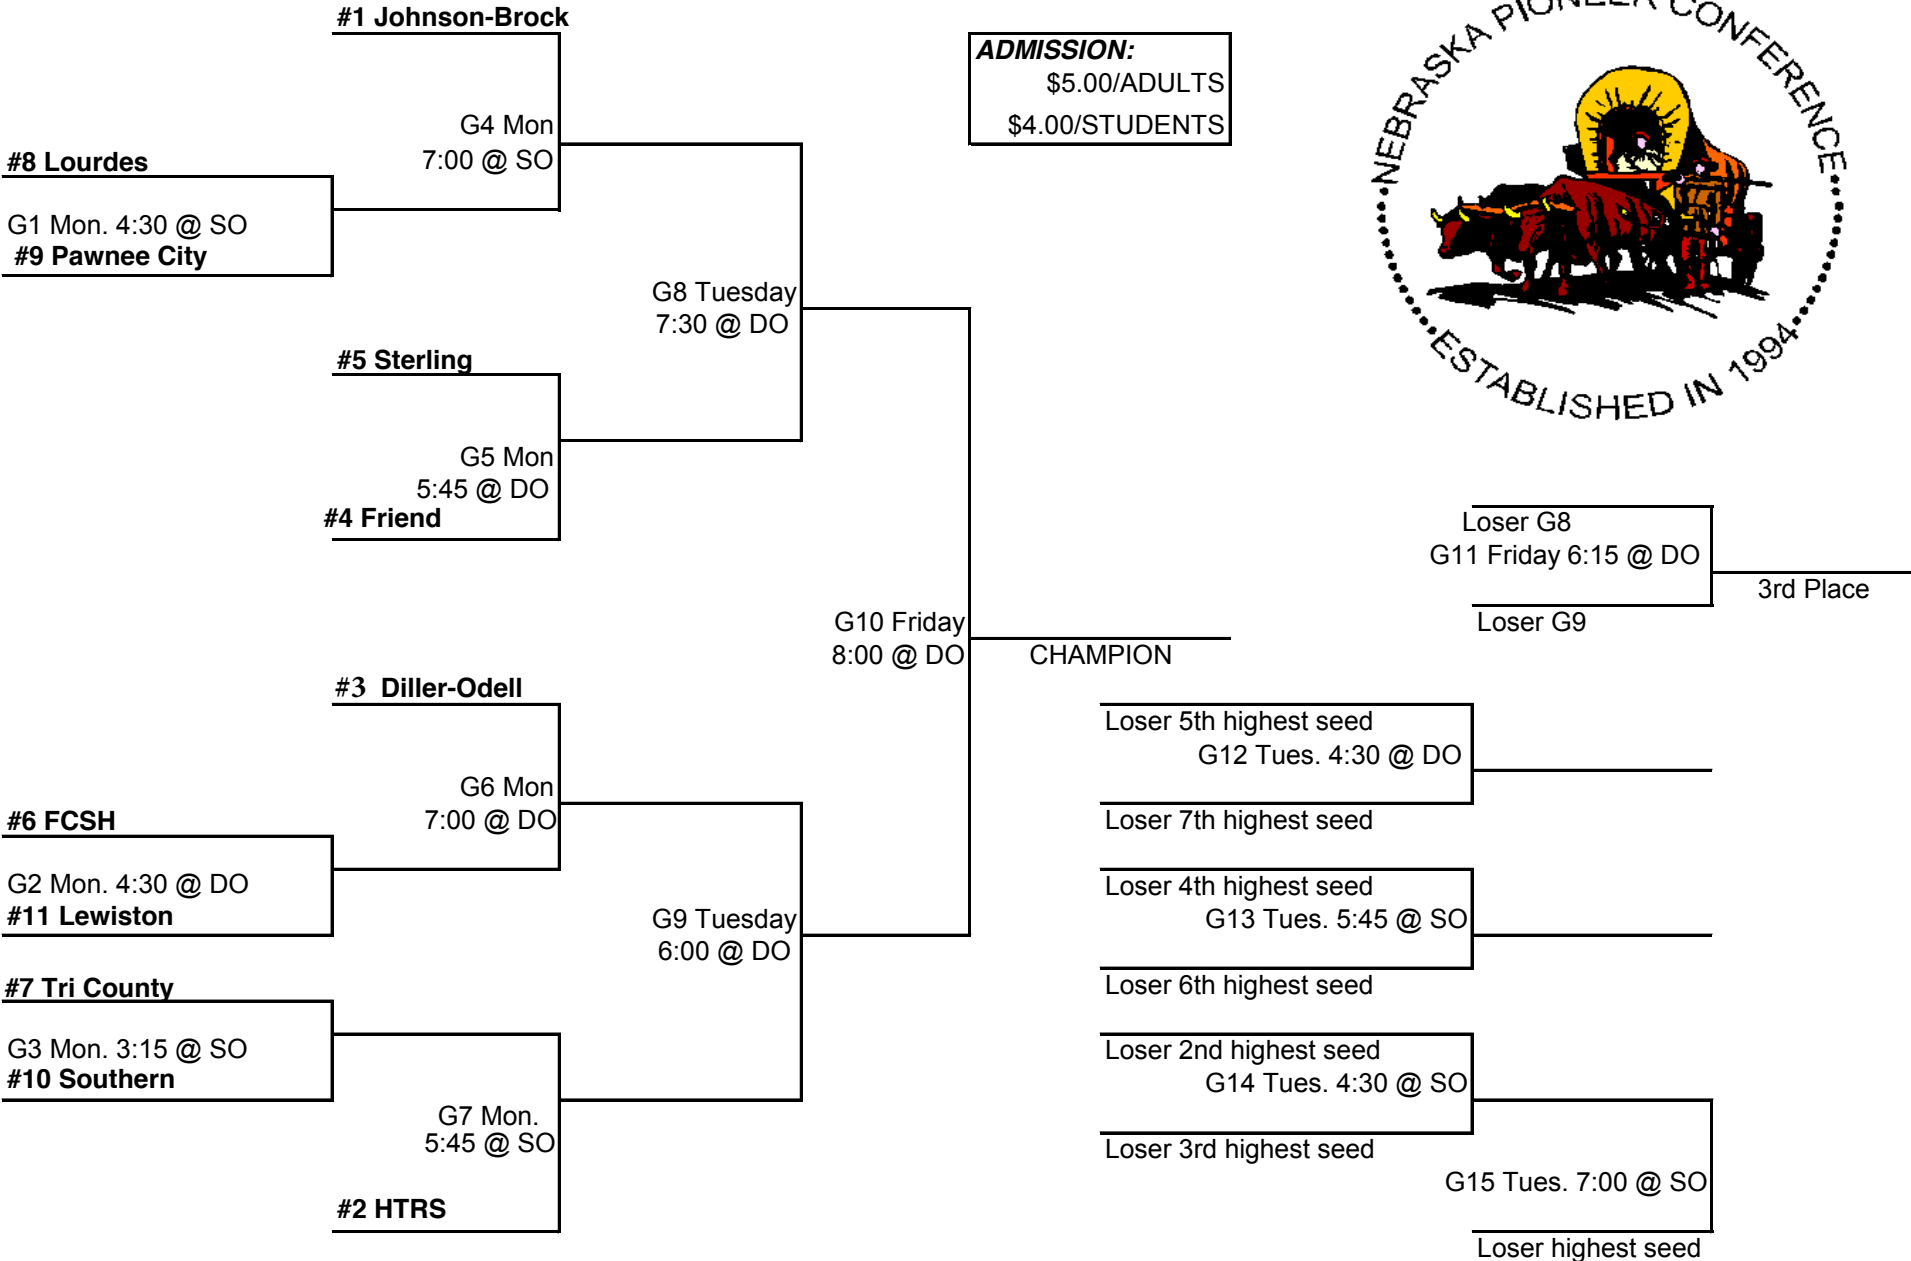 #1 Johnson-Brock
G4 Mon
7:00 @ SO
#8 Lourdes
G1 Mon. 4:30 @ SO
#9 Pawnee City
G8 Tuesday
7:30 @ DO
#5 Sterling
G5 Mon
5:45 @ DO
#4 Friend
G10 Friday
8:00 @ DO
CHAMPION
#3 Diller-Odell
G6 Mon
7:00 @ DO
#6 FCSH
G2 Mon. 4:30 @ DO
#11 Lewiston
G9 Tuesday
6:00 @ DO
#7 Tri County
G3 Mon. 3:15 @ SO
#10 Southern
G7 Mon.
5:45 @ SO
#2 HTRS
ADMISSION:
$5.00/ADULTS
$4.00/STUDENTS
NEBRASKA PIONEER CONFERENCE
ESTABLISHED IN 1994
Loser G8
G11 Friday 6:15 @ DO
3rd Place
Loser G9
Loser 5th highest seed
G12 Tues. 4:30 @ DO
Loser 7th highest seed
Loser 4th highest seed
G13 Tues. 5:45 @ SO
Loser 6th highest seed
Loser 2nd highest seed
G14 Tues. 4:30 @ SO
Loser 3rd highest seed
G15 Tues. 7:00 @ SO
Loser highest seed